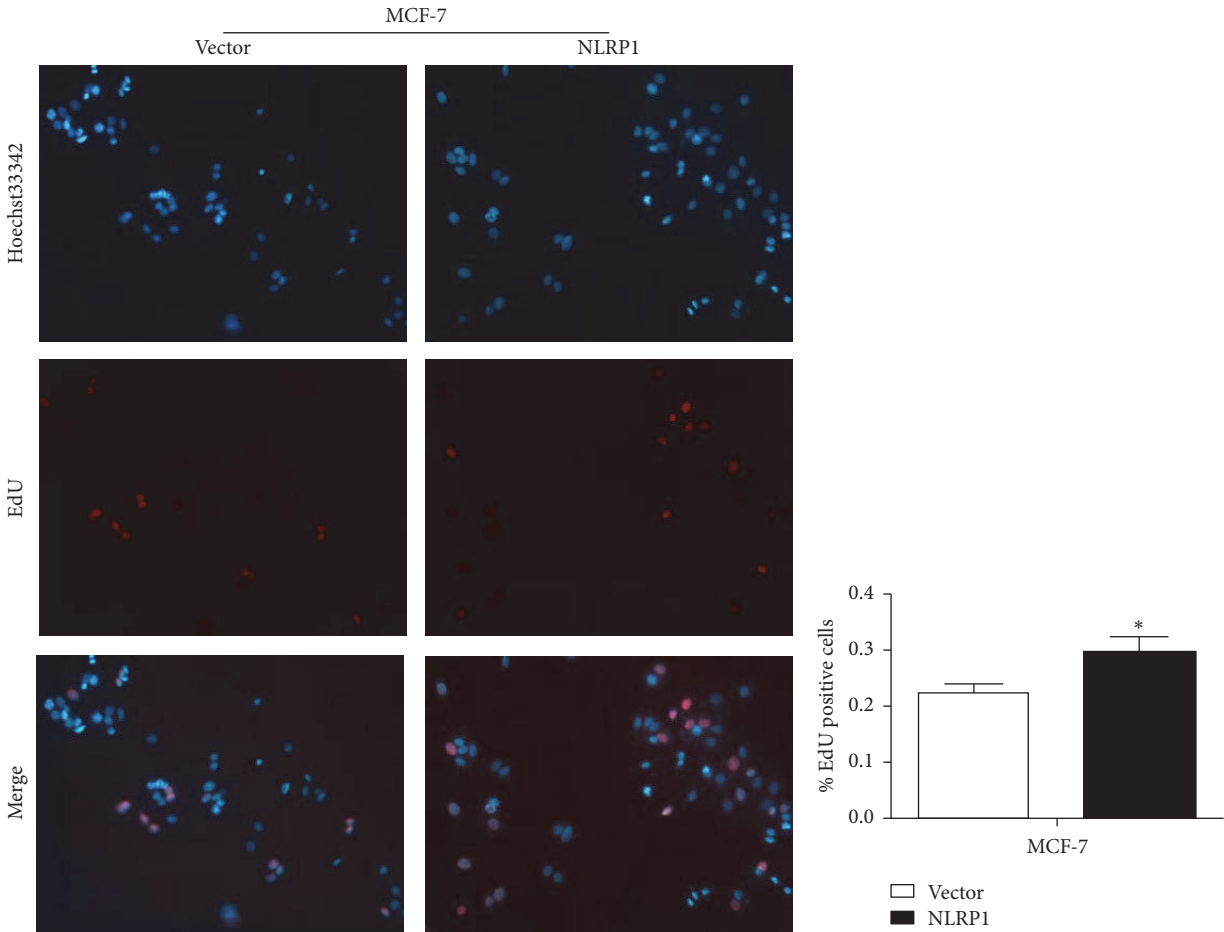 MCF-7
Vector
NLRP1
Hoechst33342
EdU
Merge
% EdU positive cells
0.4
0.3
0.2
0.1
0.0
*
MCF-7
Vector
NLRP1